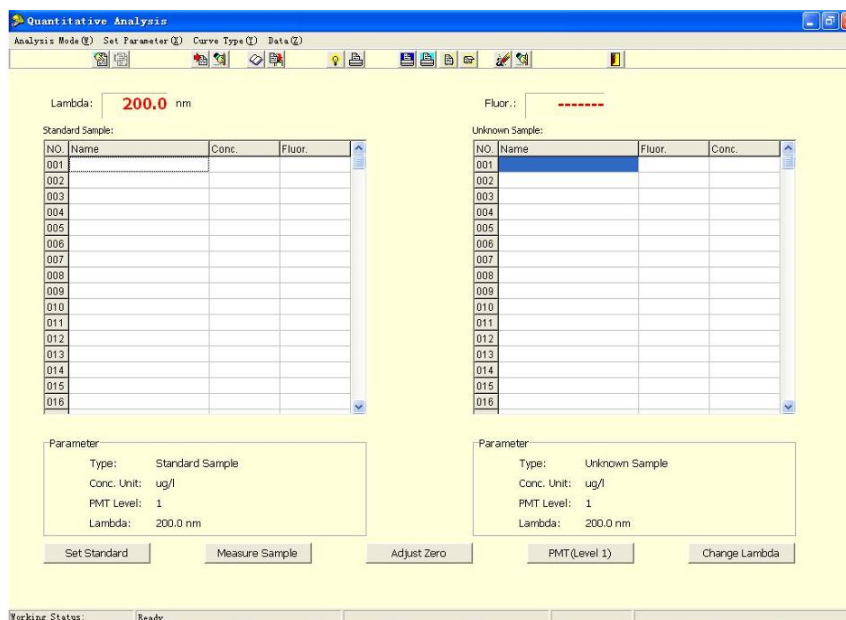 Quantitative Analysis
Analysis Mode(W) Set Parameter(X) Curve Type(Y) Data(Z)
Lambda: 200.0 nm Fluor.: -------
Standard Sample: Unknown Sample:
NO. Name Conc. Fluor. NO. Name Fluor. Conc.
001 001
002 002
003 003
004 004
005 005
006 006
007 007
008 008
009 009
010 010
011 011
012 012
013 013
014 014
015 015
016 016
Parameter Parameter
Type: Standard Sample Type: Unknown Sample
Conc. Unit: ug/l Conc. Unit: ug/l
PMT Level: 1 PMT Level: 1
Lambda: 200.0 nm Lambda: 200.0 nm
Set Standard Measure Sample Adjust Zero PMT(Level 1) Change Lambda
Working Status: Ready